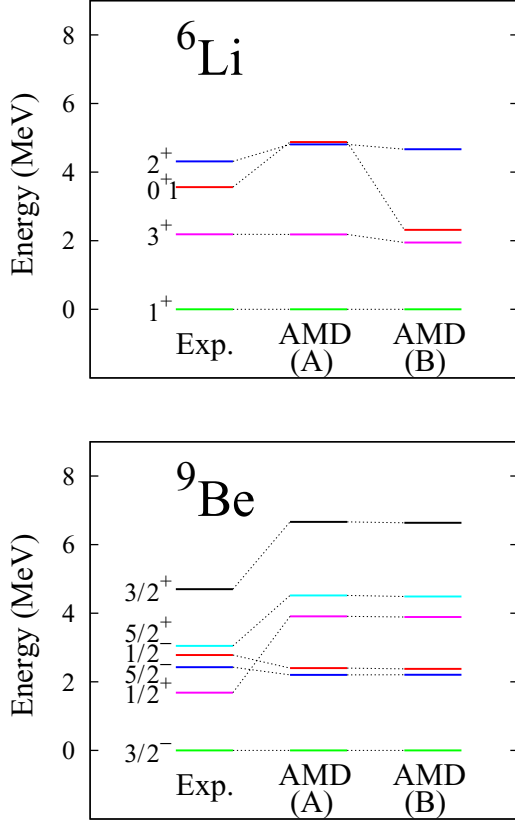 ⁶Li
8
6
4
2
0
Energy (MeV)
2⁺
0⁺1
3⁺
1⁺
Exp. AMD AMD
(A) (B)
⁹Be
8
6
4
2
0
Energy (MeV)
3/2⁺
5/2⁺
1/2⁻
5/2⁻
1/2⁺
3/2⁻
Exp. AMD AMD
(A) (B)